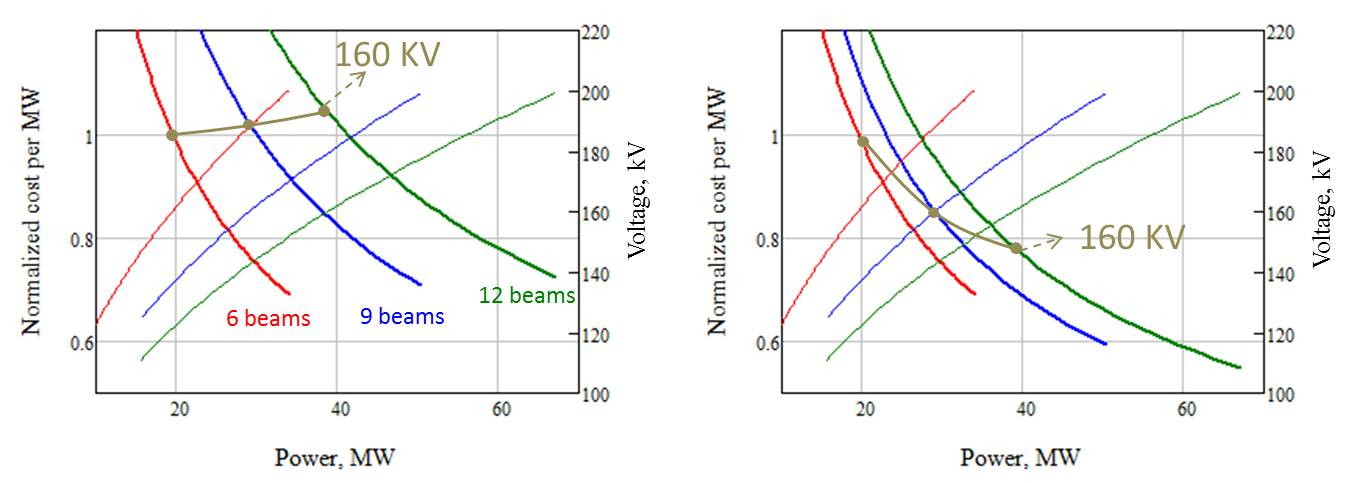 220
160 KV
200
1
180
Normalized cost per MW
Voltage, kV
160
0.8
140
12 beams
6 beams
9 beams
120
0.6
100
20
40
60
Power, MW
220
200
1
180
Normalized cost per MW
Voltage, kV
160
160 KV
0.8
140
120
0.6
100
20
40
60
Power, MW